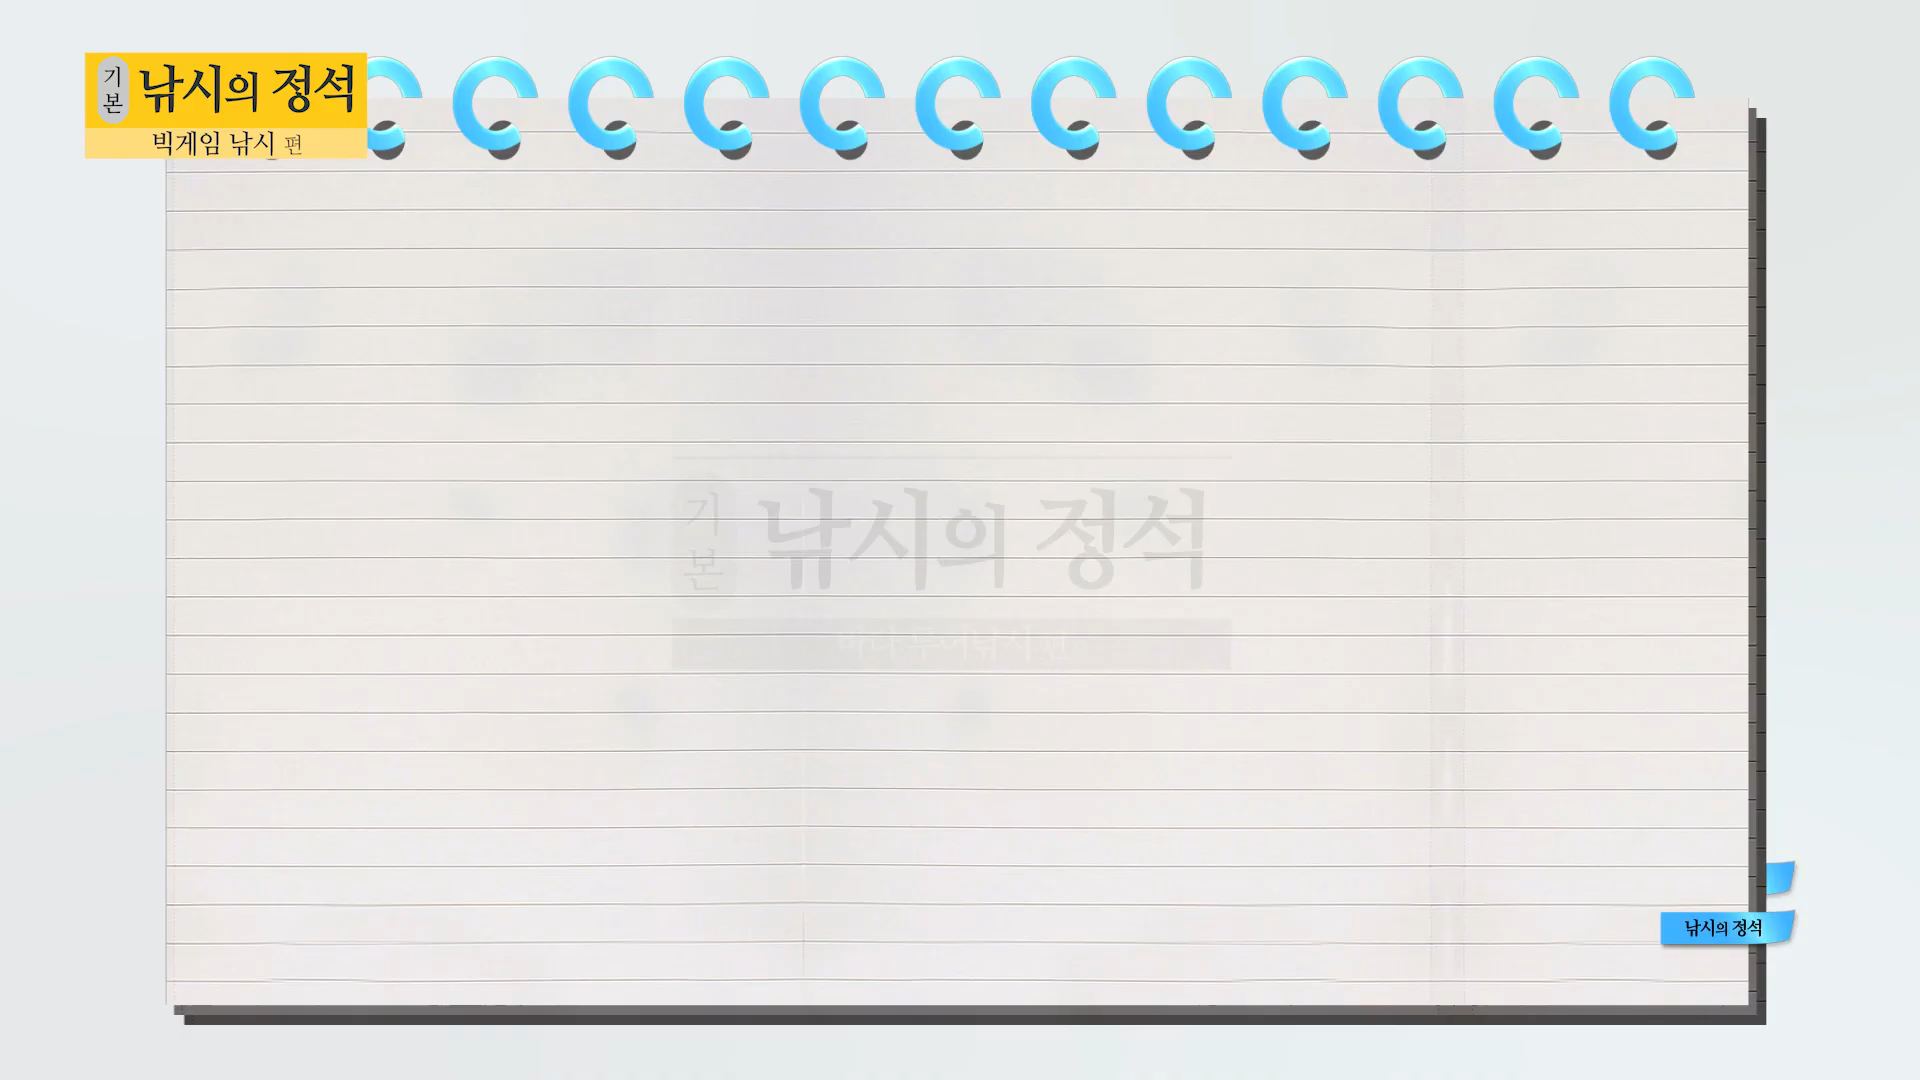 기본 낚시의 정석
빅게임 낚시 편
기본 낚시의 정석
낚시의 정석